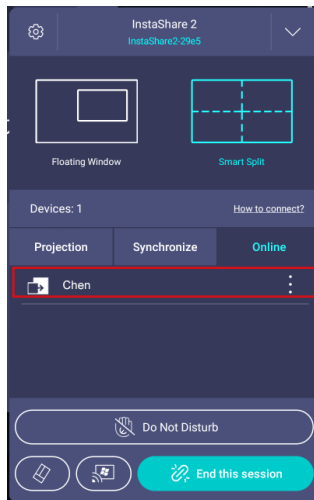 InstaShare 2
InstaShare2-29e5
Floating Window
Smart Split
Devices: 1
How to connect?
Projection
Synchronize
Online
Chen
Do Not Disturb
End this session